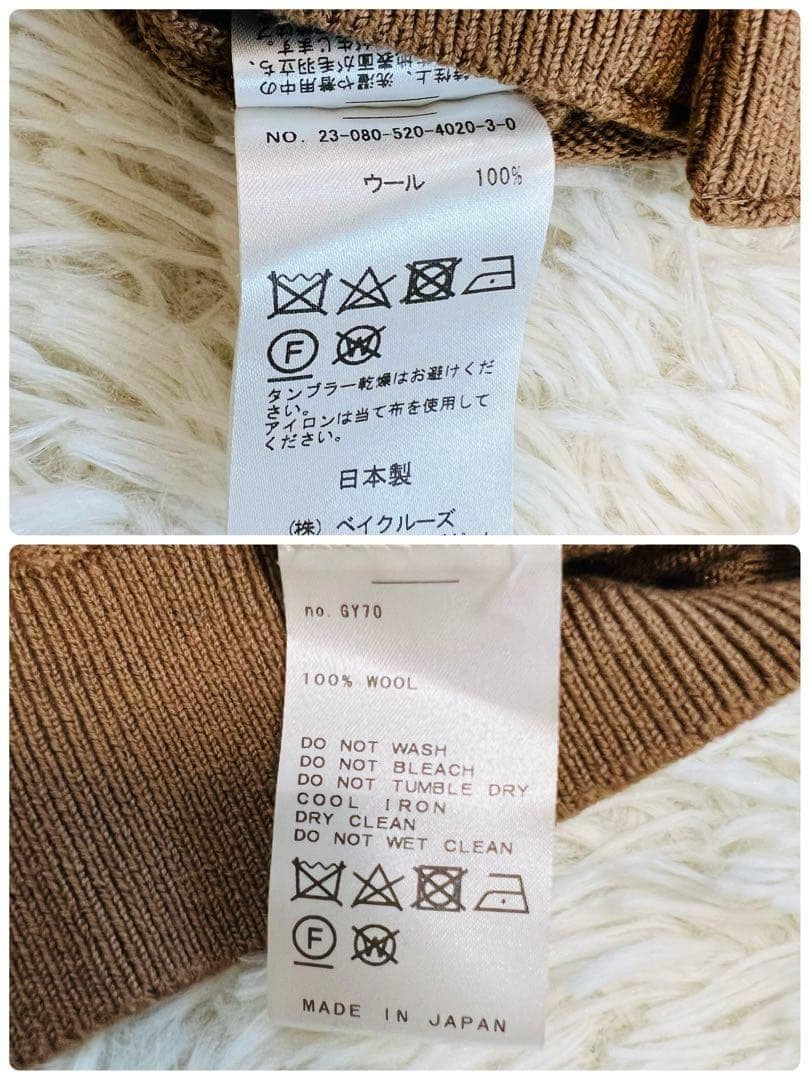 NO. 23-080-520-4020-3-0
ウール 100%
F W
タンブラー乾燥はお避けくだ
さい。
アイロンは当て布を使用して
ください。
日本製
(株) ベイクルーズ
no. GY70
100% WOOL
DO NOT WASH
DO NOT BLEACH
DO NOT TUMBLE DRY
COOL IRON
DRY CLEAN
DO NOT WET CLEAN
F W
MADE IN JAPAN